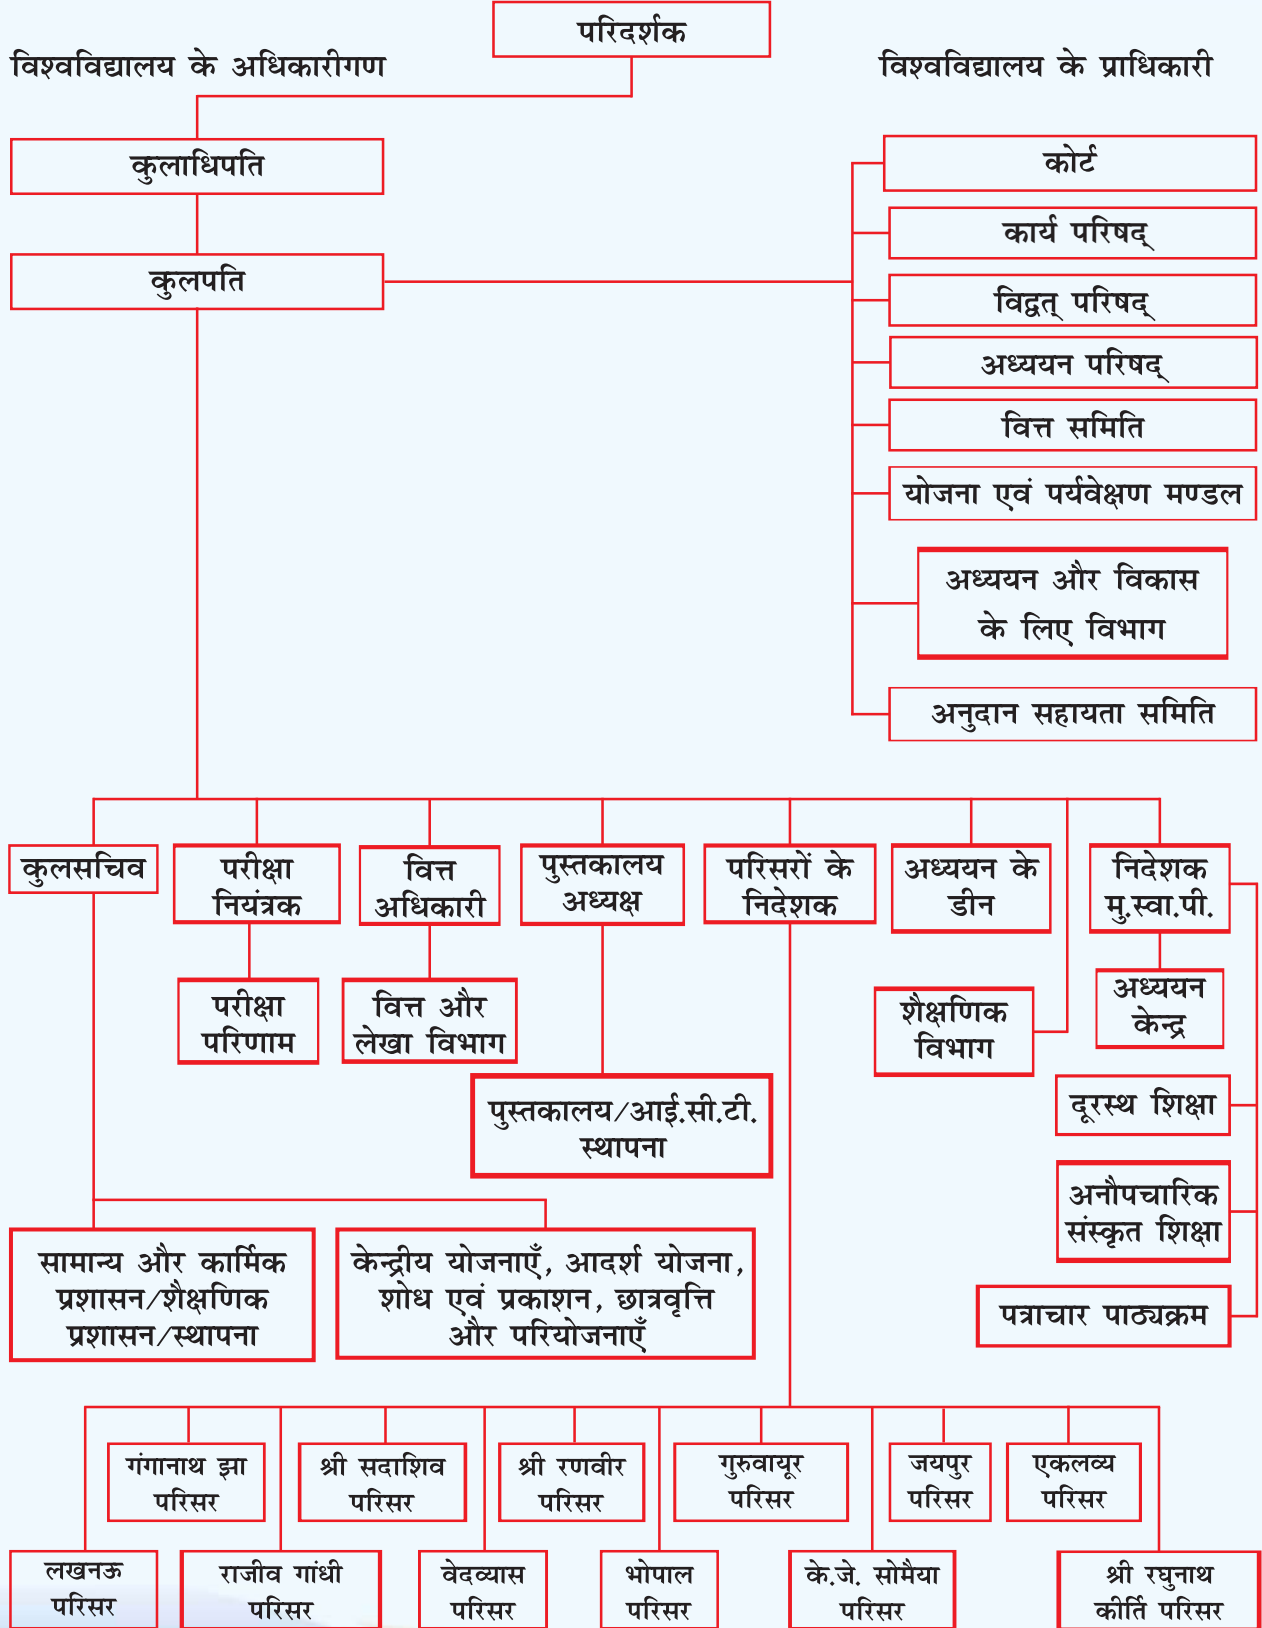 परिदर्शक
विश्वविद्यालय के अधिकारीगण
विश्वविद्यालय के प्राधिकारी
कुलाधिपति
कुलपति
कोर्ट
कार्य परिषद्
विद्वत् परिषद्
अध्ययन परिषद्
वित्त समिति
योजना एवं पर्यवेक्षण मण्डल
अध्ययन और विकास
के लिए विभाग
अनुदान सहायता समिति
कुलसचिव
परीक्षा
नियंत्रक
वित्त
अधिकारी
पुस्तकालय
अध्यक्ष
परिसरों के
निदेशक
अध्ययन के
डीन
निदेशक
मु.स्वा.पी.
परीक्षा
परिणाम
वित्त और
लेखा विभाग
पुस्तकालय/आई.सी.टी.
स्थापना
शैक्षणिक
विभाग
अध्ययन
केन्द्र
दूरस्थ शिक्षा
अनौपचारिक
संस्कृत शिक्षा
पत्राचार पाठ्यक्रम
सामान्य और कार्मिक
प्रशासन/शैक्षणिक
प्रशासन/स्थापना
केन्द्रीय योजनाएँ, आदर्श योजना,
शोध एवं प्रकाशन, छात्रवृत्ति
और परियोजनाएँ
गंगानाथ झा
परिसर
श्री सदाशिव
परिसर
श्री रणवीर
परिसर
गुरुवायूर
परिसर
जयपुर
परिसर
एकलव्य
परिसर
लखनऊ
परिसर
राजीव गांधी
परिसर
वेदव्यास
परिसर
भोपाल
परिसर
के.जे. सोमैया
परिसर
श्री रघुनाथ
कीर्ति परिसर